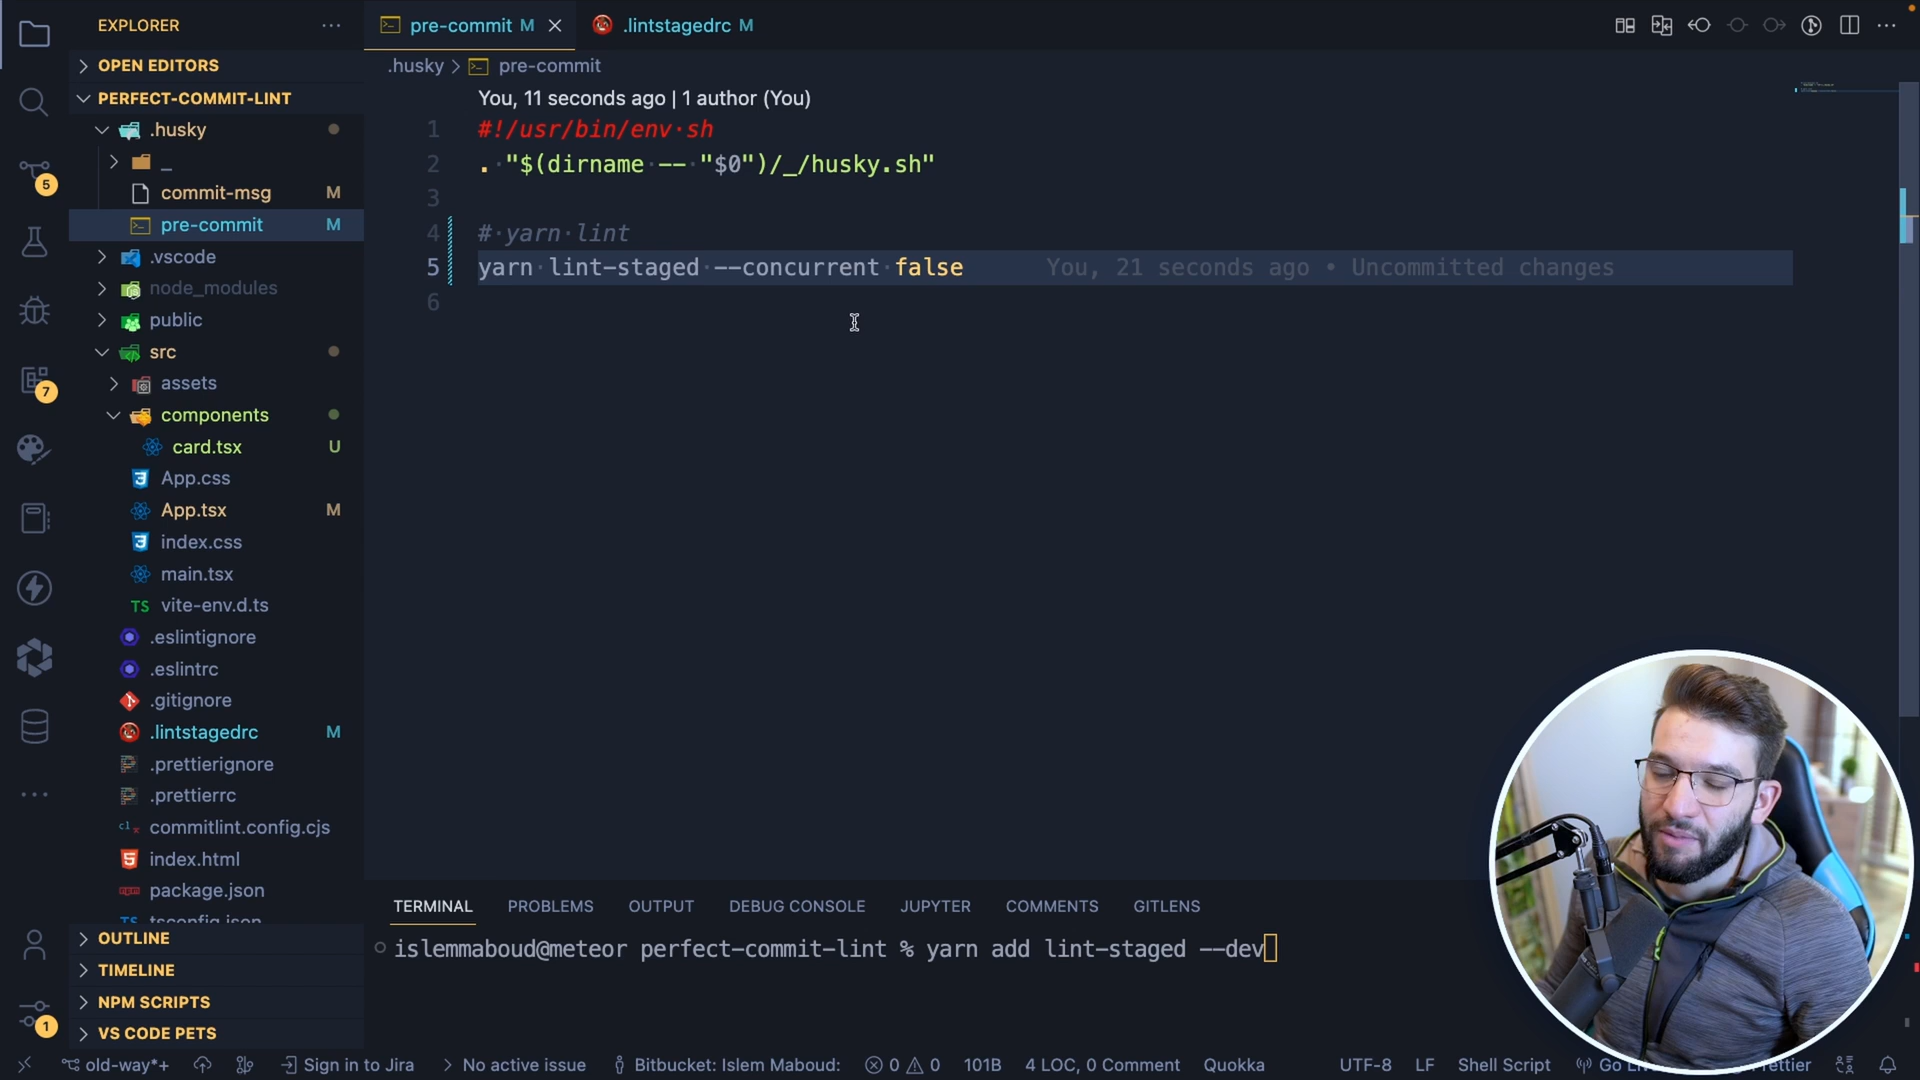 EXPLORER
pre-commit M
.lintstagedrc M
OPEN EDITORS
PERFECT-COMMIT-LINT
.husky
_
commit-msg M
pre-commit M
.vscode
node_modules
public
src
assets
components
card.tsx U
App.css
App.tsx M
index.css
main.tsx
vite-env.d.ts
.eslintignore
.eslintrc
.gitignore
.lintstagedrc M
.prettierignore
.prettierrc
commitlint.config.cjs
index.html
package.json
tsconfig.json
OUTLINE
TIMELINE
NPM SCRIPTS
VS CODE PETS
5
7
1
.husky > pre-commit
You, 11 seconds ago | 1 author (You)
1 #!/usr/bin/env sh
2 . "$(dirname -- "$0")/_/husky.sh"
3
4 # yarn lint
5 yarn lint-staged --concurrent false You, 21 seconds ago • Uncommitted changes
6
TERMINAL PROBLEMS OUTPUT DEBUG CONSOLE JUPYTER COMMENTS GITLENS
islemmaboud@meteor perfect-commit-lint % yarn add lint-staged --dev
old-way*+ Sign in to Jira No active issue Bitbucket: Islem Maboud: 0 0 101B 4 LOC, 0 Comment Quokka UTF-8 LF Shell Script Go